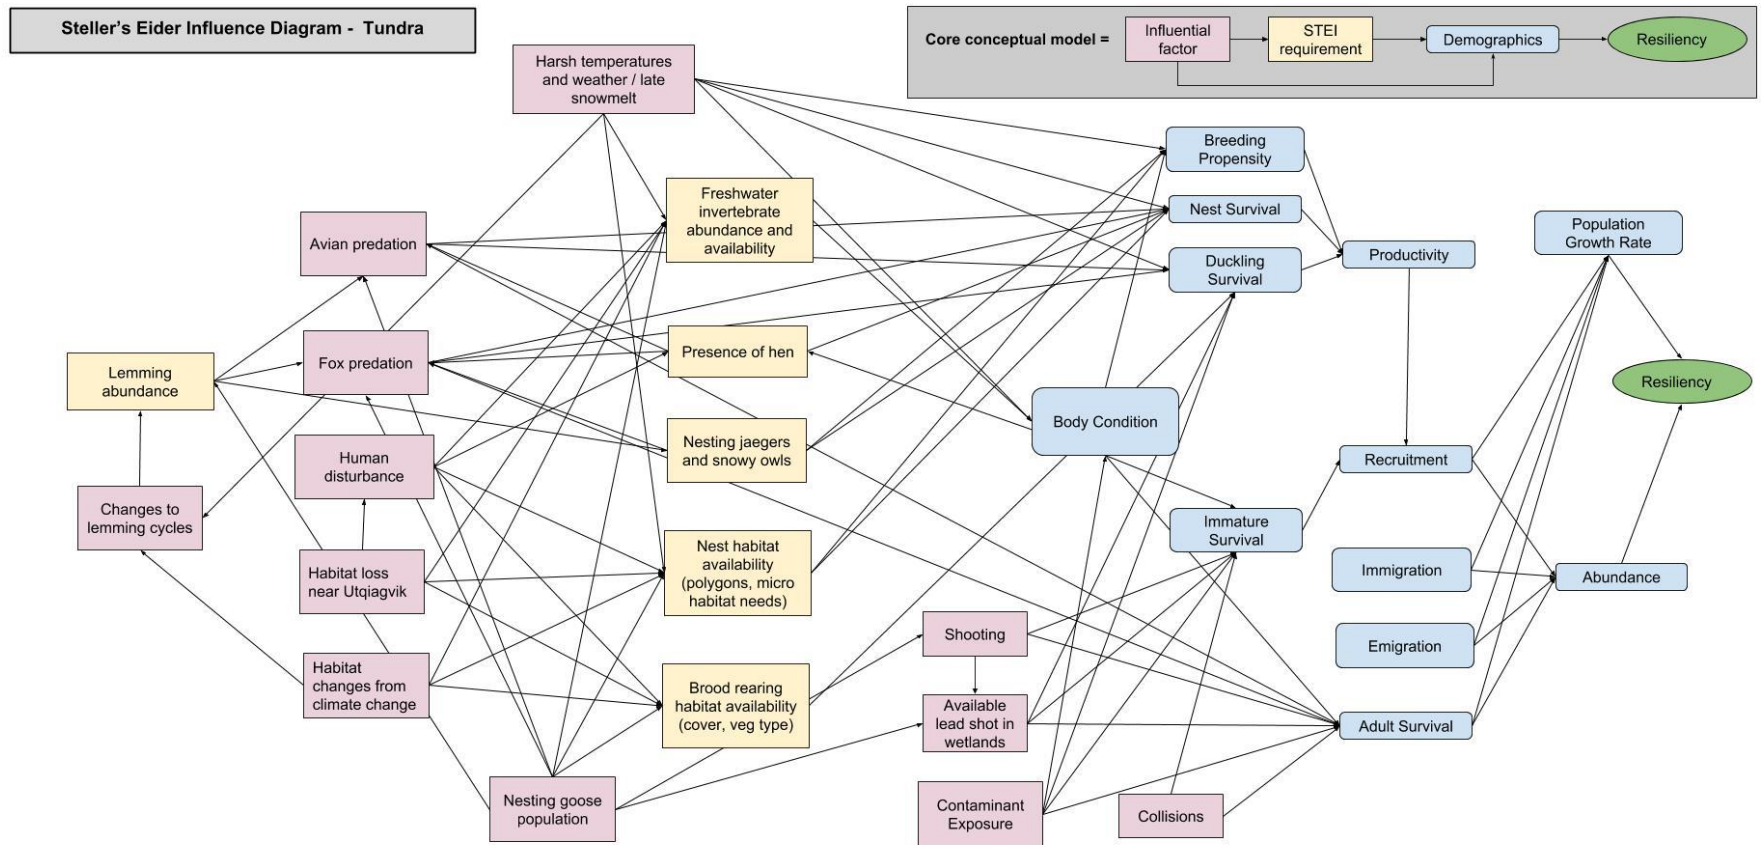 Steller’s Eider Influence Diagram - Tundra
Core conceptual model =
Influential
factor
STEI
requirement
Demographics
Resiliency
Harsh temperatures
and weather / late
snowmelt
Breeding
Propensity
Freshwater
invertebrate
abundance and
availability
Nest Survival
Population
Growth Rate
Avian predation
Duckling
Survival
Productivity
Fox predation
Presence of hen
Lemming
abundance
Resiliency
Body Condition
Nesting jaegers
and snowy owls
Human
disturbance
Recruitment
Changes to
lemming cycles
Immature
Survival
Nest habitat
availability
(polygons, micro
habitat needs)
Habitat loss
near Utqiagvik
Immigration
Abundance
Shooting
Emigration
Habitat
changes from
climate change
Brood rearing
habitat availability
(cover, veg type)
Available
lead shot in
wetlands
Adult Survival
Nesting goose
population
Contaminant
Exposure
Collisions